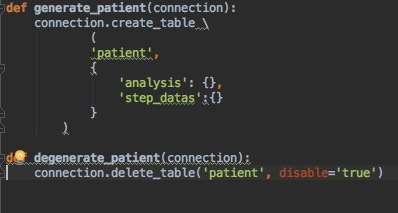 def generate_patient(connection):
    connection.create_table \
        (
        'patient',
        {
            'analysis': {},
            'step_datas':{}
        }
    )
def degenerate_patient(connection):
    connection.delete_table('patient', disable='true')